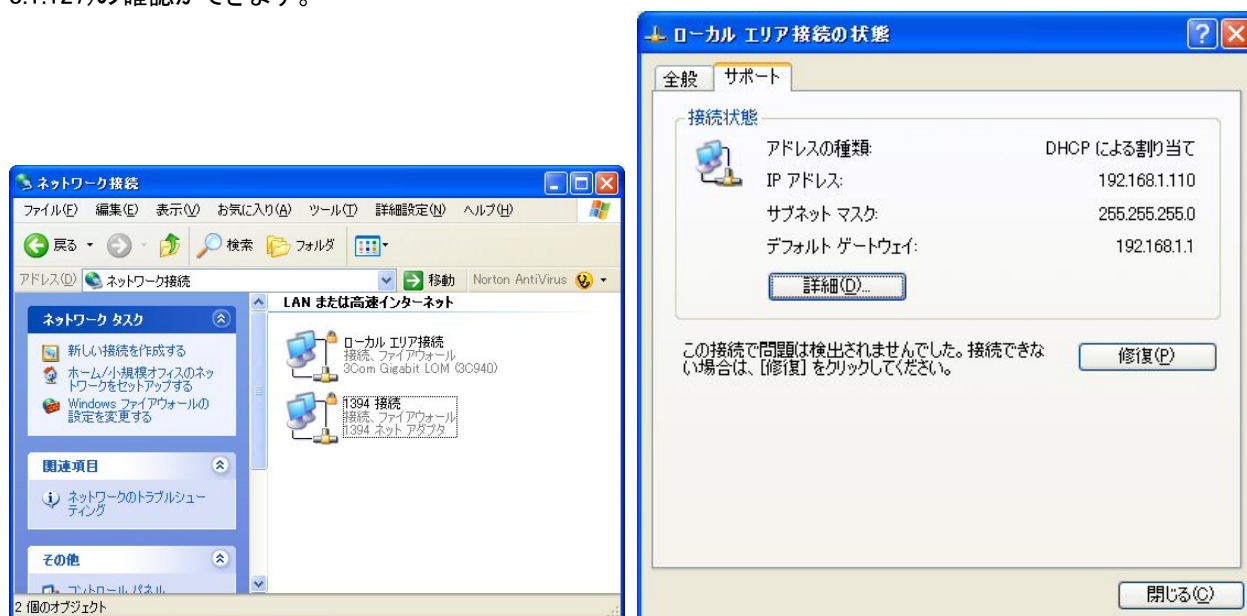 ローカル エリア接続の状態
全般 サポート
接続状態
アドレスの種類: DHCP による割り当て
IP アドレス: 192.168.1.110
サブネット マスク: 255.255.255.0
デフォルト ゲートウェイ: 192.168.1.1
詳細(D)...
この接続で問題は検出されませんでした。接続できな
い場合は、[修復] をクリックしてください。
修復(P)
閉じる(C)
ネットワーク接続
ファイル(F) 編集(E) 表示(V) お気に入り(A) ツール(T) 詳細設定(N) ヘルプ(H)
戻る 検索 フォルダ
アドレス(D) ネットワーク接続 移動 Norton AntiVirus
ネットワーク タスク
新しい接続を作成する
ホーム/小規模オフィスのネッ
トワークをセットアップする
Windows ファイアウォールの
設定を変更する
関連項目
ネットワークのトラブルシュー
ティング
その他
コントロール パネル
LAN または高速インターネット
ローカル エリア接続
接続、ファイアウォール
3Com Gigabit LOM (3C940)
1394 接続
接続、ファイアウォール
1394 ネット アダプタ
2 個のオブジェクト